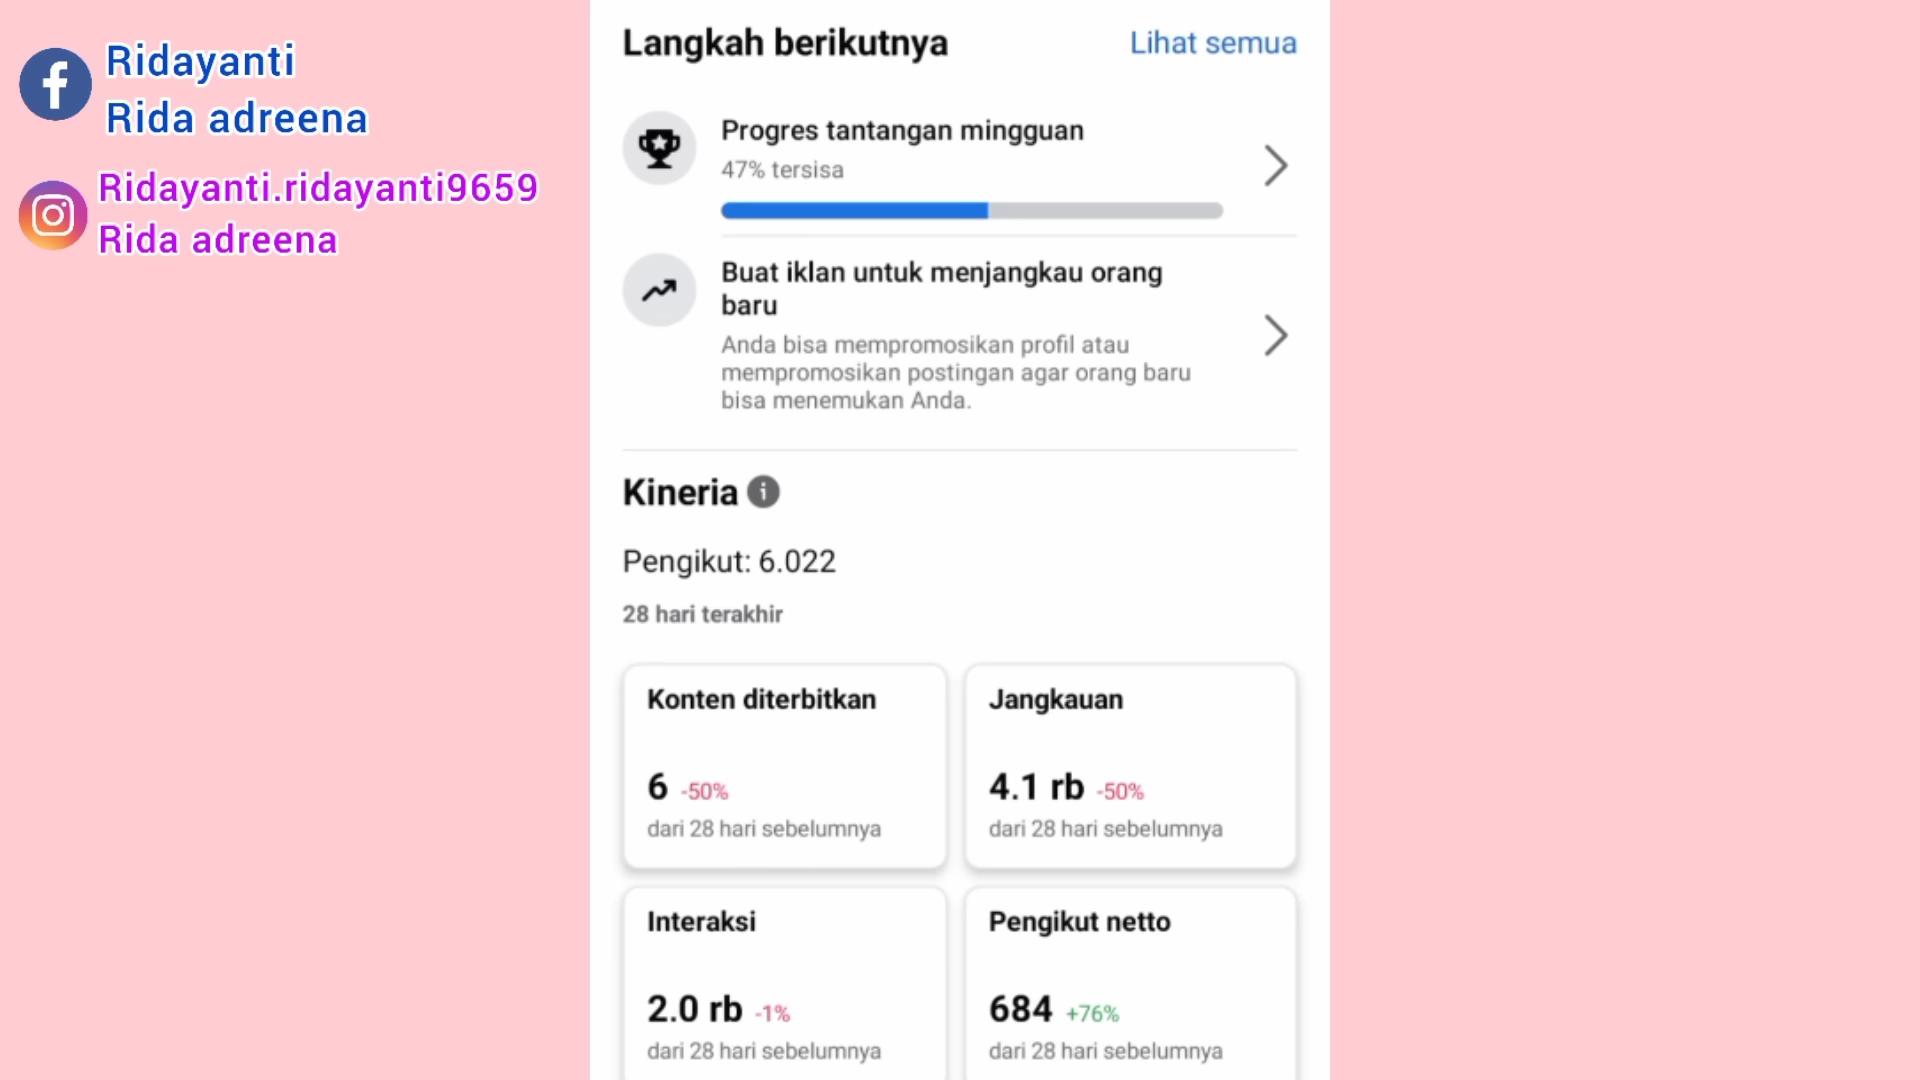 Ridayanti
Rida adreena
Ridayanti.ridayanti9659
Rida adreena
Langkah berikutnya
Lihat semua
Progres tantangan mingguan
47% tersisa
Buat iklan untuk menjangkau orang
baru
Anda bisa mempromosikan profil atau
mempromosikan postingan agar orang baru
bisa menemukan Anda.
Kineria
Pengikut: 6.022
28 hari terakhir
Konten diterbitkan
6 -50%
dari 28 hari sebelumnya
Jangkauan
4.1 rb -50%
dari 28 hari sebelumnya
Interaksi
2.0 rb -1%
dari 28 hari sebelumnya
Pengikut netto
684 +76%
dari 28 hari sebelumnya